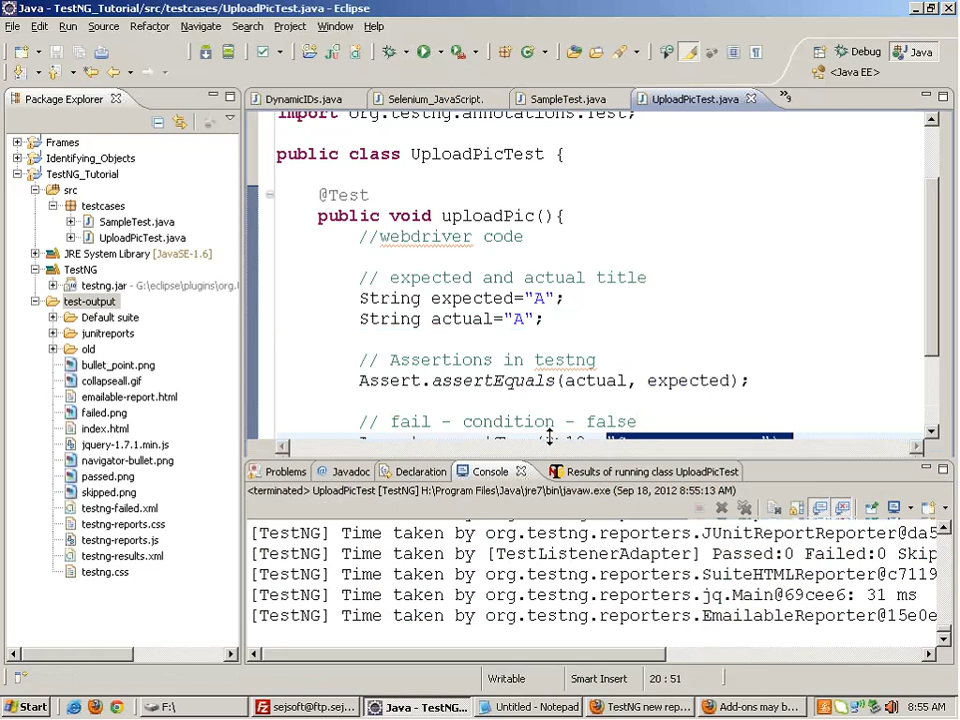 Java - TestNG_Tutorial/src/testcases/UploadPicTest.java - Eclipse
File Edit Run Source Refactor Navigate Search Project Window Help
Debug Java
<Java EE>
Package Explorer
DynamicIDs.java Selenium_JavaScript. SampleTest.java UploadPicTest.java 9
Frames
Identifying_Objects
TestNG_Tutorial
src
testcases
SampleTest.java
UploadPicTest.java
JRE System Library [JavaSE-1.6]
TestNG
testng.jar - G:\eclipse\plugins\org.
test-output
Default suite
junitreports
old
bullet_point.png
collapseall.gif
emailable-report.html
failed.png
index.html
jquery-1.7.1.min.js
navigator-bullet.png
passed.png
skipped.png
testng-failed.xml
testng-reports.css
testng-reports.js
testng-results.xml
testng.css
import org.testng.annotations.Test;
public class UploadPicTest {
@Test
public void uploadPic(){
//webdriver code
// expected and actual title
String expected="A";
String actual="A";
// Assertions in testng
Assert.assertEquals(actual, expected);
// fail - condition - false
Problems Javadoc Declaration Console Results of running class UploadPicTest
<terminated> UploadPicTest [TestNG] H:\Program Files\Java\jre7\bin\javaw.exe (Sep 18, 2012 8:55:13 AM)
[TestNG] Time taken by org.testng.reporters.JUnitReportReporter@da5
[TestNG] Time taken by [TestListenerAdapter] Passed:0 Failed:0 Skip
[TestNG] Time taken by org.testng.reporters.SuiteHTMLReporter@c7119
[TestNG] Time taken by org.testng.reporters.jq.Main@69cee6: 31 ms
[TestNG] Time taken by org.testng.reporters.EmailableReporter@15e0e
Writable Smart Insert 20 : 51
Start F:\ sejsoft@ftp.sej... Java - TestNG... Untitled - Notepad TestNG new rep... Add-ons may b... 8:55 AM